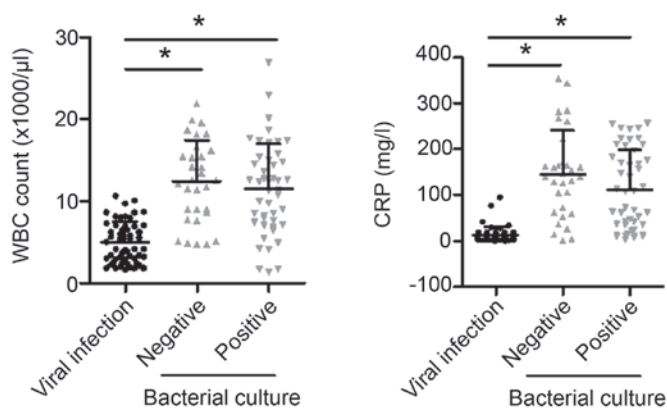 WBC count (x1000/µl)
30
20
10
0
*
*
Viral infection
Negative
Positive
Bacterial culture
CRP (mg/l)
400
300
200
100
0
-100
*
*
Viral infection
Negative
Positive
Bacterial culture